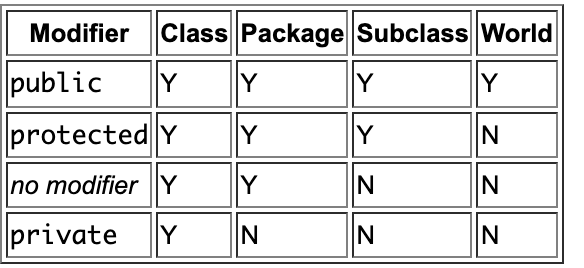 Modifier Class Package Subclass World
public Y Y Y Y
protected Y Y Y N
no modifier Y Y N N
private Y N N N